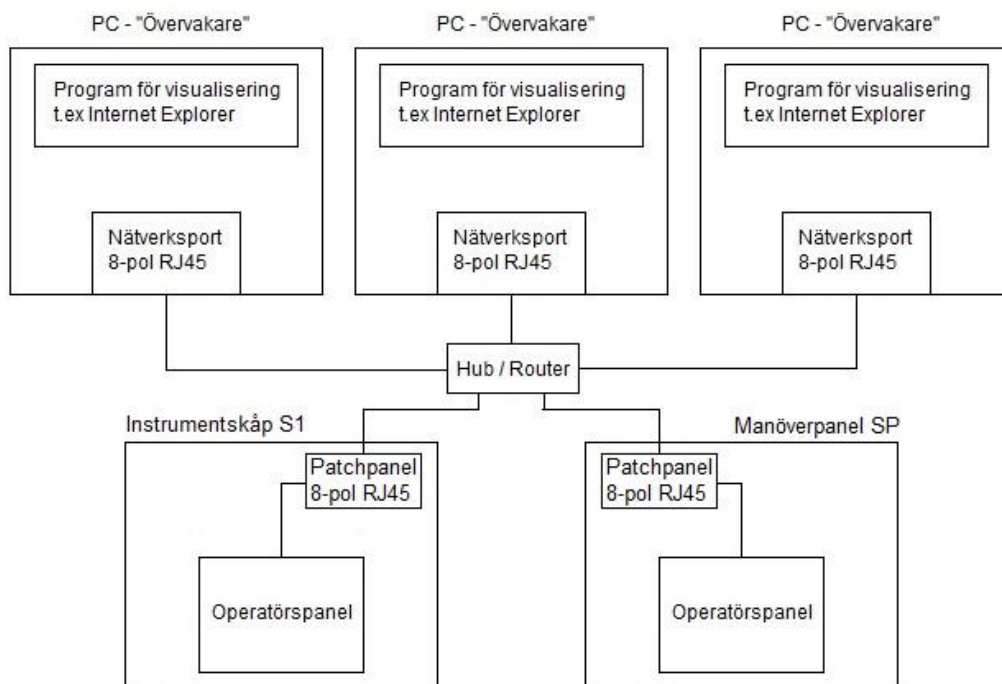 PC - "Övervakare"
PC - "Övervakare"
PC - "Övervakare"
Program för visualisering
t.ex Internet Explorer
Program för visualisering
t.ex Internet Explorer
Program för visualisering
t.ex Internet Explorer
Nätverksport
8-pol RJ45
Nätverksport
8-pol RJ45
Nätverksport
8-pol RJ45
Hub / Router
Instrumentskåp S1
Manöverpanel SP
Patchpanel
8-pol RJ45
Patchpanel
8-pol RJ45
Operatörspanel
Operatörspanel